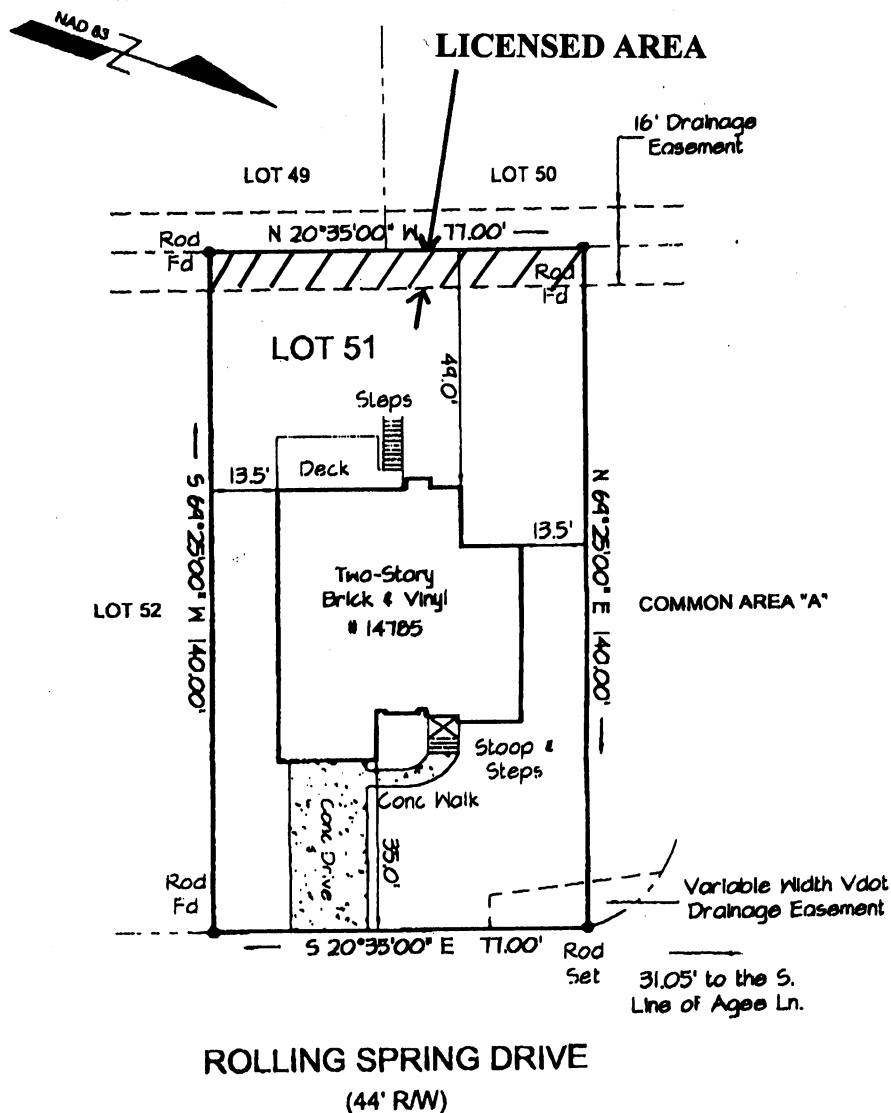 NAD 83
LICENSED AREA
16' Drainage
Easement
LOT 49
LOT 50
N 20°35'00" W 77.00'
Rod
Fd
Rod
Fd
LOT 51
49.0'
Steps
13.5'
Deck
S 69°25'00" W 140.00'
N 69°25'00" E 140.00'
13.5'
Two-Story
Brick & Vinyl
# 14785
LOT 52
COMMON AREA "A"
Stoop &
Steps
Conc Walk
Conc Drive
35.0'
Rod
Fd
Variable Width Vdot
Drainage Easement
S 20°35'00" E 77.00'
Rod
Set
31.05' to the S.
Line of Agee Ln.
ROLLING SPRING DRIVE
(44' R/W)